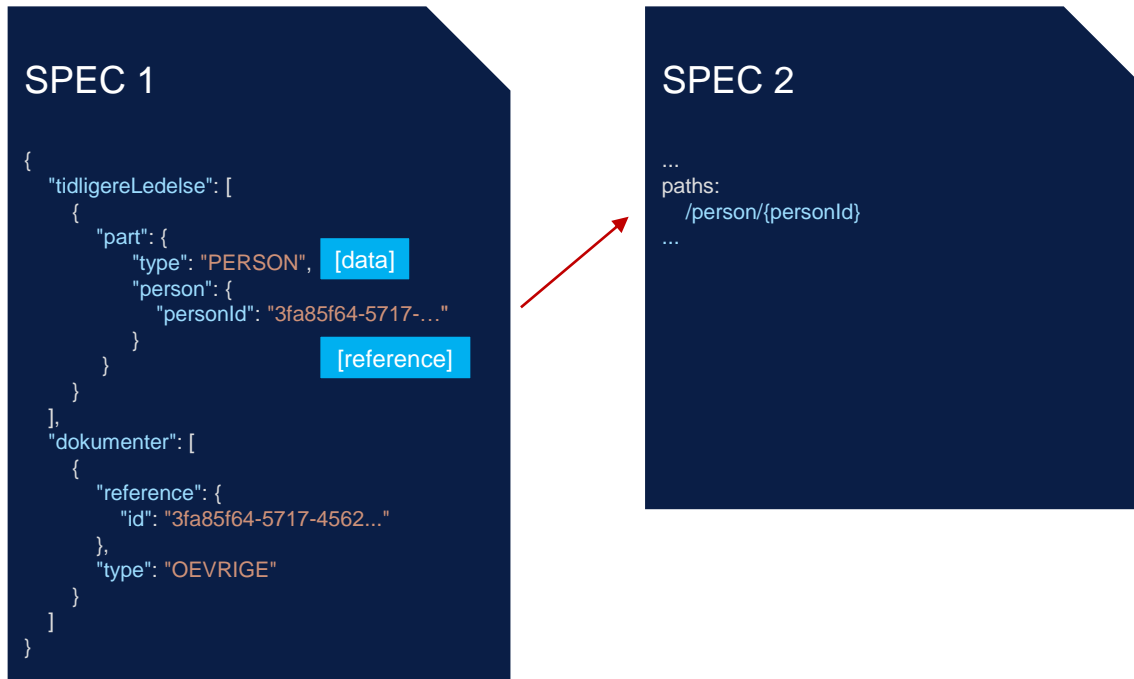 SPEC 1
{
"tidligereLedelse": [
{
"part": {
"type": "PERSON", [data]
"person": {
"personId": "3fa85f64-5717-…"
}
[reference]
}
}
],
"dokumenter": [
{
"reference": {
"id": "3fa85f64-5717-4562..."
},
"type": "OEVRIGE"
}
]
}
SPEC 2
...
paths:
/person/{personId}
...